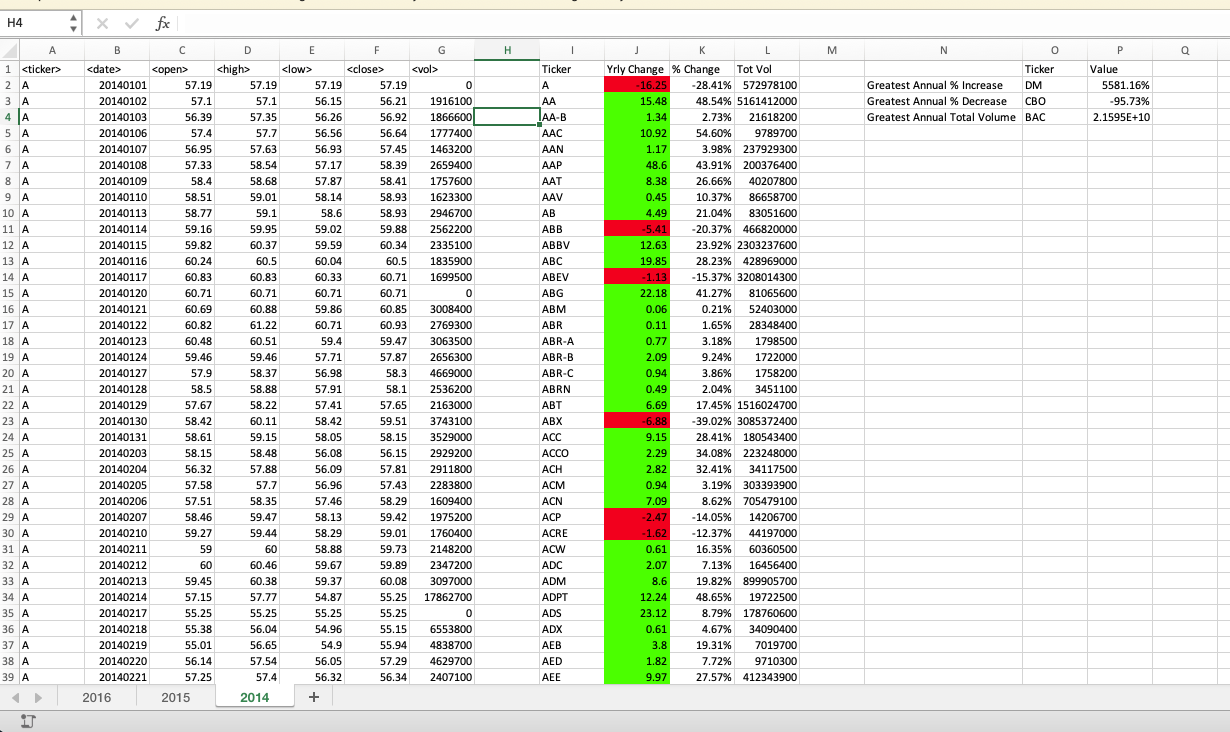 H4 fx
A B C D E F G H I J K L M N O P Q
1 <ticker> <date> <open> <high> <low> <close> <vol> Ticker Yrly Change % Change Tot Vol Ticker Value
2 A 20140101 57.19 57.19 57.19 57.19 0 A -16.25 -28.41% 572978100 Greatest Annual % Increase DM 5581.16%
3 A 20140102 57.1 57.1 56.15 56.21 1916100 AA 15.48 48.54% 5161412000 Greatest Annual % Decrease CBO -95.73%
4 A 20140103 56.39 57.35 56.26 56.92 1866600 AA-B 1.34 2.73% 21618200 Greatest Annual Total Volume BAC 2.1595E+10
5 A 20140106 57.4 57.7 56.56 56.64 1777400 AAC 10.92 54.60% 9789700
6 A 20140107 56.95 57.63 56.93 57.45 1463200 AAN 1.17 3.98% 237929300
7 A 20140108 57.33 58.54 57.17 58.39 2659400 AAP 48.6 43.91% 200376400
8 A 20140109 58.4 58.68 57.87 58.41 1757600 AAT 8.38 26.66% 40207800
9 A 20140110 58.51 59.01 58.14 58.93 1623300 AAV 0.45 10.37% 86658700
10 A 20140113 58.77 59.1 58.6 58.93 2946700 AB 4.49 21.04% 83051600
11 A 20140114 59.16 59.95 59.02 59.88 2562200 ABB -5.41 -20.37% 466820000
12 A 20140115 59.82 60.37 59.59 60.34 2335100 ABBV 12.63 23.92% 2303237600
13 A 20140116 60.24 60.5 60.04 60.5 1835900 ABC 19.85 28.23% 428969000
14 A 20140117 60.83 60.83 60.33 60.71 1699500 ABEV -1.13 -15.37% 3208014300
15 A 20140120 60.71 60.71 60.71 60.71 0 ABG 22.18 41.27% 81065600
16 A 20140121 60.69 60.88 59.86 60.85 3008400 ABM 0.06 0.21% 52403000
17 A 20140122 60.82 61.22 60.71 60.93 2769300 ABR 0.11 1.65% 28348400
18 A 20140123 60.48 60.51 59.4 59.47 3063500 ABR-A 0.77 3.18% 1798500
19 A 20140124 59.46 59.46 57.71 57.87 2656300 ABR-B 2.09 9.24% 1722000
20 A 20140127 57.9 58.37 56.98 58.3 4669000 ABR-C 0.94 3.86% 1758200
21 A 20140128 58.5 58.88 57.91 58.1 2536200 ABRN 0.49 2.04% 3451100
22 A 20140129 57.67 58.22 57.41 57.65 2163000 ABT 6.69 17.45% 1516024700
23 A 20140130 58.42 60.11 58.42 59.51 3743100 ABX -6.88 -39.02% 3085372400
24 A 20140131 58.61 59.15 58.05 58.15 3529000 ACC 9.15 28.41% 180543400
25 A 20140203 58.15 58.48 56.08 56.15 2929200 ACCO 2.29 34.08% 223248000
26 A 20140204 56.32 57.88 56.09 57.81 2911800 ACH 2.82 32.41% 34117500
27 A 20140205 57.58 57.7 56.96 57.43 2283800 ACM 0.94 3.19% 303393900
28 A 20140206 57.51 58.35 57.46 58.29 1609400 ACN 7.09 8.62% 705479100
29 A 20140207 58.46 59.47 58.13 59.42 1975200 ACP -2.47 -14.05% 14206700
30 A 20140210 59.27 59.44 58.29 59.01 1760400 ACRE -1.62 -12.37% 44197000
31 A 20140211 59 60 58.88 59.73 2148200 ACW 0.61 16.35% 60360500
32 A 20140212 60 60.46 59.67 59.89 2347200 ADC 2.07 7.13% 16456400
33 A 20140213 59.45 60.38 59.37 60.08 3097000 ADM 8.6 19.82% 899905700
34 A 20140214 57.15 57.77 54.87 55.25 17862700 ADPT 12.24 48.65% 19722500
35 A 20140217 55.25 55.25 55.25 55.25 0 ADS 23.12 8.79% 178760600
36 A 20140218 55.38 56.04 54.96 55.15 6553800 ADX 0.61 4.67% 34090400
37 A 20140219 55.01 56.65 54.9 55.94 4838700 AEB 3.8 19.31% 7019700
38 A 20140220 56.14 57.54 56.05 57.29 4629700 AED 1.82 7.72% 9710300
39 A 20140221 57.25 57.4 56.32 56.34 2407100 AEE 9.97 27.57% 412343900
2016 2015 2014 +